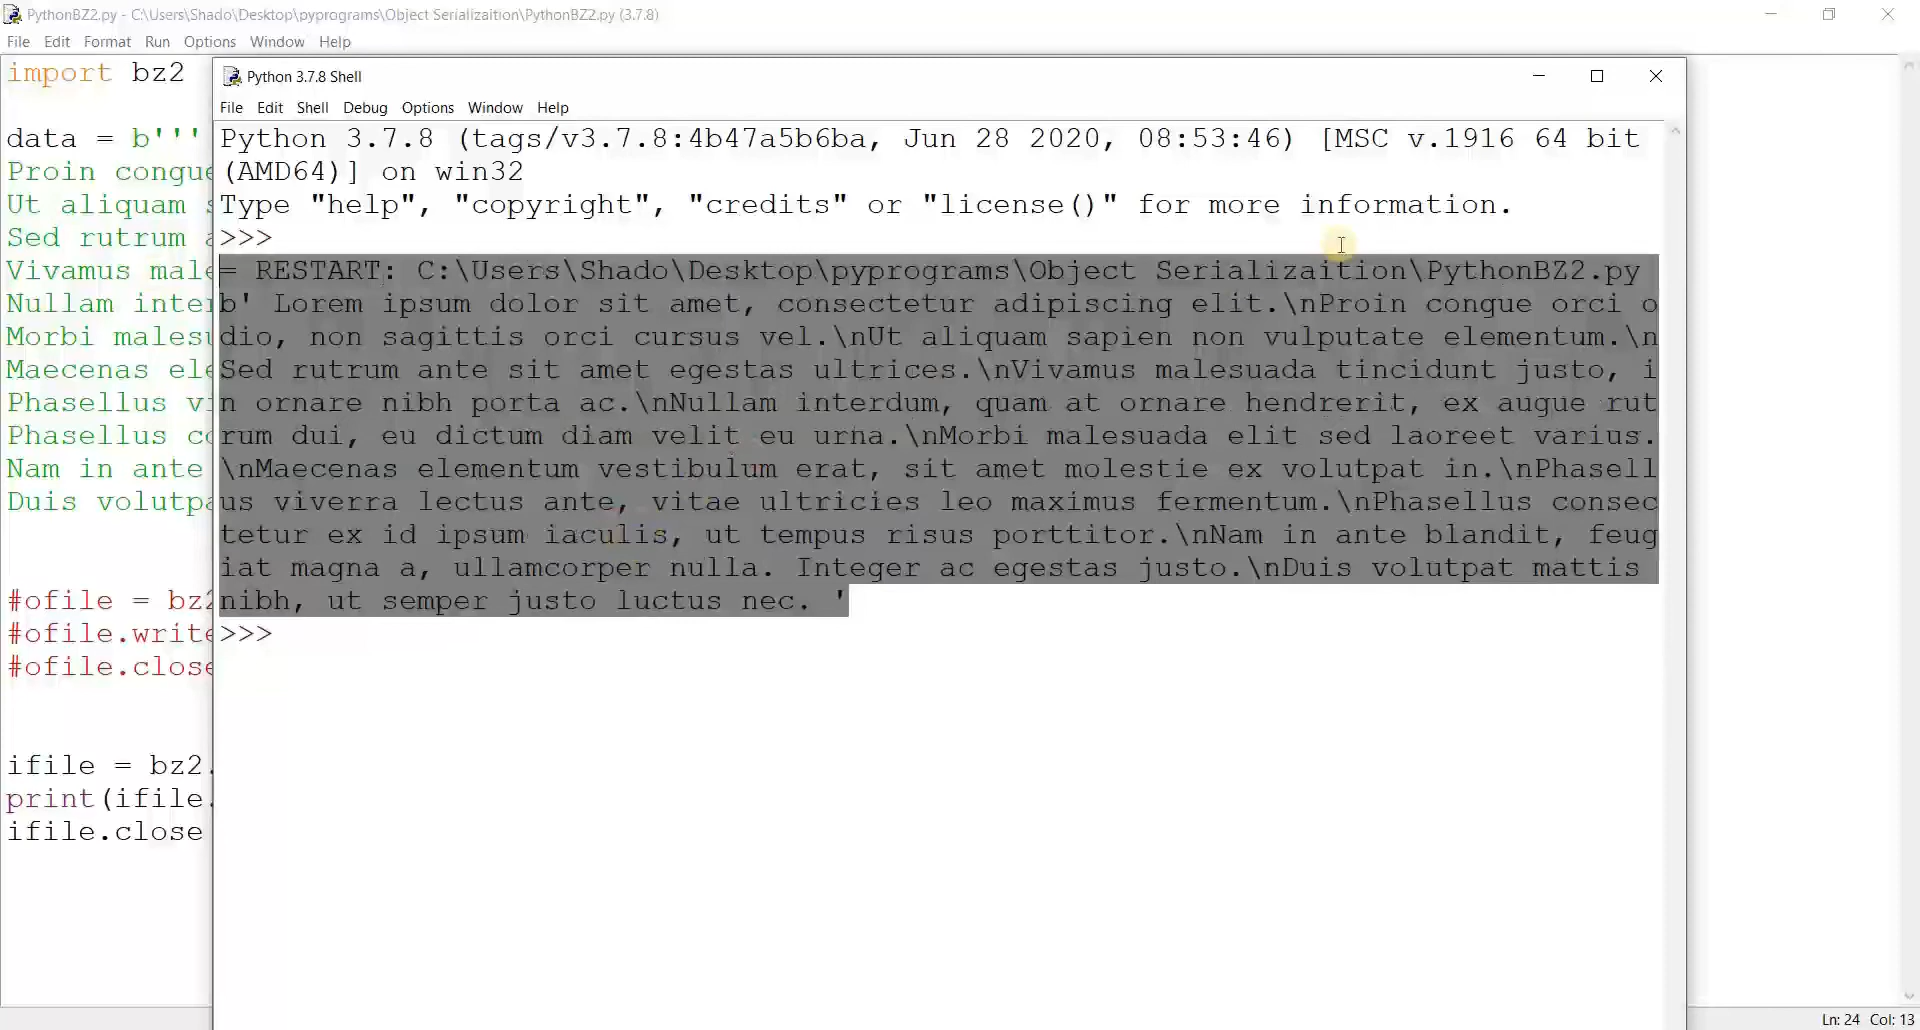 PythonBZ2.py - C:\Users\Shado\Desktop\pyprograms\Object Serializaition\PythonBZ2.py (3.7.8)
File Edit Format Run Options Window Help
import bz2
data = b'''
Proin congue
Ut aliquam
Sed rutrum
Vivamus male
Nullam inte
Morbi males
Maecenas ele
Phasellus v
Phasellus co
Nam in ante
Duis volutpa
#ofile = bz2
#ofile.write
#ofile.close
ifile = bz2.
print(ifile.
ifile.close
Python 3.7.8 Shell
File Edit Shell Debug Options Window Help
Python 3.7.8 (tags/v3.7.8:4b47a5b6ba, Jun 28 2020, 08:53:46) [MSC v.1916 64 bit
(AMD64)] on win32
Type "help", "copyright", "credits" or "license()" for more information.
>>>
= RESTART: C:\Users\Shado\Desktop\pyprograms\Object Serializaition\PythonBZ2.py
b' Lorem ipsum dolor sit amet, consectetur adipiscing elit.\nProin congue orci o
dio, non sagittis orci cursus vel.\nUt aliquam sapien non vulputate elementum.\n
Sed rutrum ante sit amet egestas ultrices.\nVivamus malesuada tincidunt justo, i
n ornare nibh porta ac.\nNullam interdum, quam at ornare hendrerit, ex augue rut
rum dui, eu dictum diam velit eu urna.\nMorbi malesuada elit sed laoreet varius.
\nMaecenas elementum vestibulum erat, sit amet molestie ex volutpat in.\nPhasell
us viverra lectus ante, vitae ultricies leo maximus fermentum.\nPhasellus consec
tetur ex id ipsum iaculis, ut tempus risus porttitor.\nNam in ante blandit, feug
iat magna a, ullamcorper nulla. Integer ac egestas justo.\nDuis volutpat mattis
nibh, ut semper justo luctus nec. '
>>>
Ln: 24 Col: 13